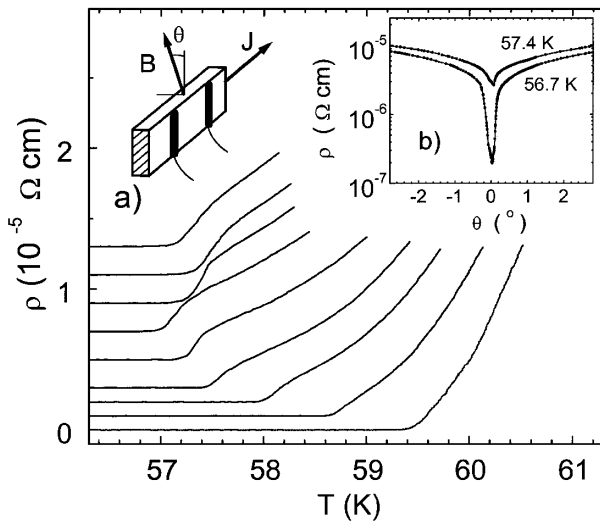 θ
B
J
a)
10⁻⁵
10⁻⁶
10⁻⁷
ρ ( Ω cm)
57.4 K
56.7 K
b)
-2 -1 0 1 2
θ ( ° )
2
1
0
ρ (10⁻⁵ Ω cm)
57 58 59 60 61
T (K)